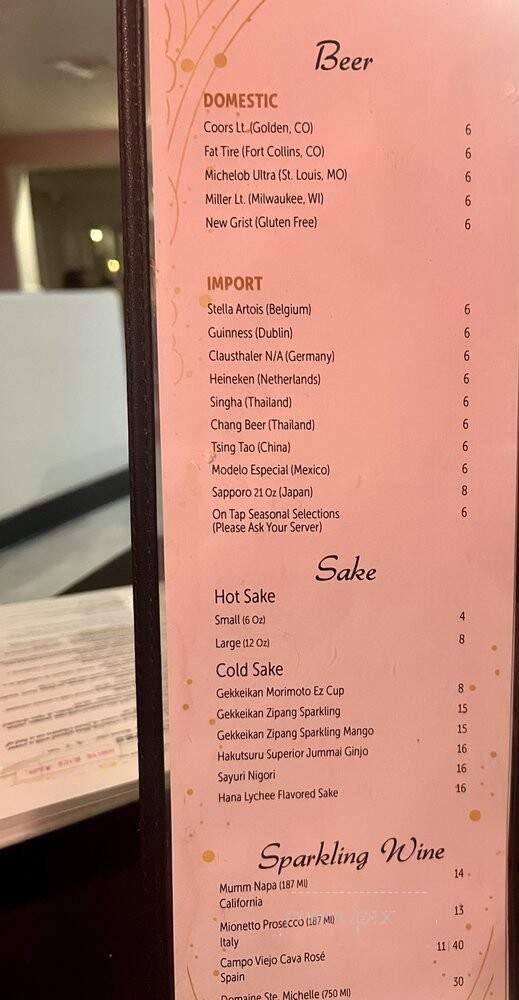 Beer
DOMESTIC
Coors Lt. (Golden, CO) 6
Fat Tire (Fort Collins, CO) 6
Michelob Ultra (St. Louis, MO) 6
Miller Lt. (Milwaukee, WI) 6
New Grist (Gluten Free) 6
IMPORT
Stella Artois (Belgium) 6
Guinness (Dublin) 6
Clausthaler N/A (Germany) 6
Heineken (Netherlands) 6
Singha (Thailand) 6
Chang Beer (Thailand) 6
Tsing Tao (China) 6
Modelo Especial (Mexico) 6
Sapporo 21 Oz (Japan) 8
On Tap Seasonal Selections 6
(Please Ask Your Server)
Sake
Hot Sake
Small (6 Oz) 4
Large (12 Oz) 8
Cold Sake
Gekkeikan Morimoto Ez Cup 8
Gekkeikan Zipang Sparkling 15
Gekkeikan Zipang Sparkling Mango 15
Hakutsuru Superior Jummai Ginjo 16
Sayuri Nigori 16
Hana Lychee Flavored Sake 16
Sparkling Wine
Mumm Napa (187 Ml) 14
California
Mionetto Prosecco (187 Ml) 13
Italy
Campo Viejo Cava Rosé 11 | 40
Spain
Domaine Ste. Michelle (750 Ml) 30